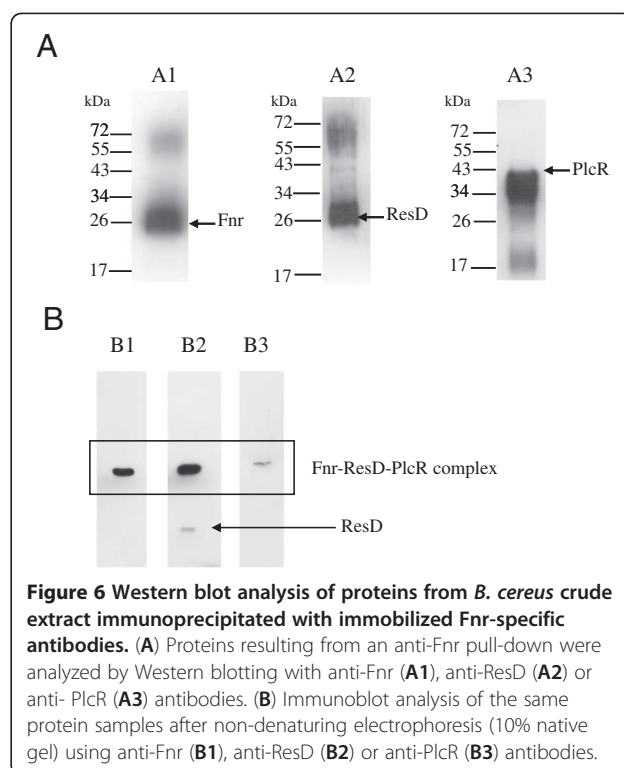 A
A1 A2 A3
kDa kDa kDa
72 72 72
55 55 55
43 43 43
34 34 34
26 26 26
17 17 17
Fnr
ResD
PlcR
B
B1 B2 B3
Fnr-ResD-PlcR complex
ResD
Figure 6 Western blot analysis of proteins from B. cereus crude
extract immunoprecipitated with immobilized Fnr-specific
antibodies. (A) Proteins resulting from an anti-Fnr pull-down were
analyzed by Western blotting with anti-Fnr (A1), anti-ResD (A2) or
anti- PlcR (A3) antibodies. (B) Immunoblot analysis of the same
protein samples after non-denaturing electrophoresis (10% native
gel) using anti-Fnr (B1), anti-ResD (B2) or anti-PlcR (B3) antibodies.